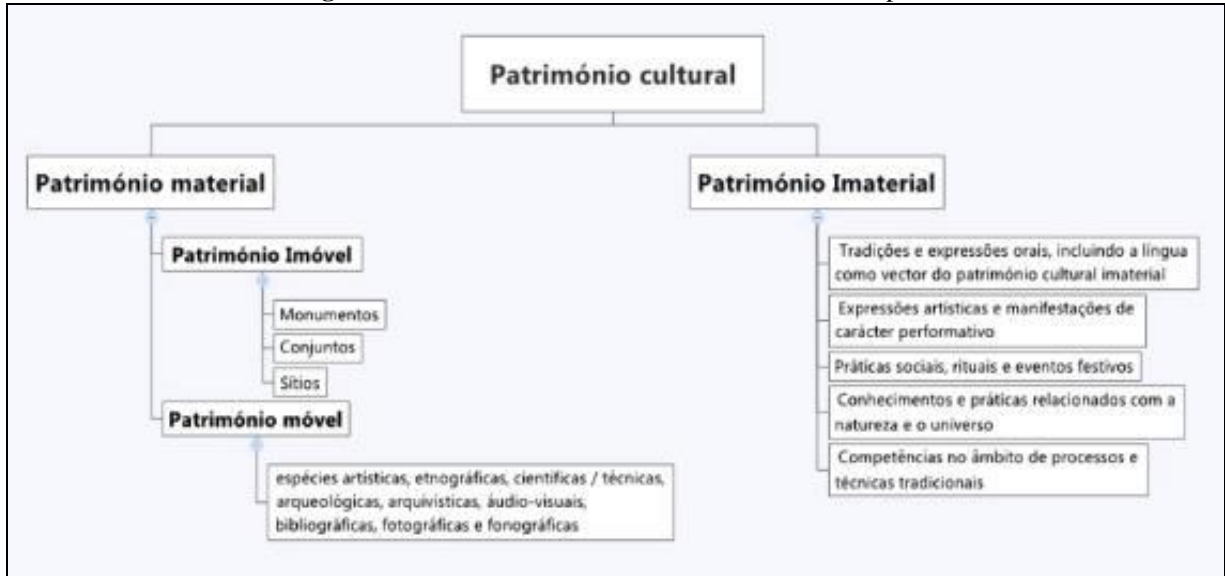 Património cultural
Património material
Património Imóvel
Monumentos
Conjuntos
Sítios
Património móvel
espécies artísticas, etnográficas, científicas / técnicas,
arqueológicas, arquivísticas, áudio-visuais,
bibliográficas, fotográficas e fonográficas
Património Imaterial
Tradições e expressões orais, incluindo a língua
como vector do património cultural imaterial
Expressões artísticas e manifestações de
carácter performativo
Práticas sociais, rituais e eventos festivos
Conhecimentos e práticas relacionados com a
natureza e o universo
Competências no âmbito de processos e
técnicas tradicionais